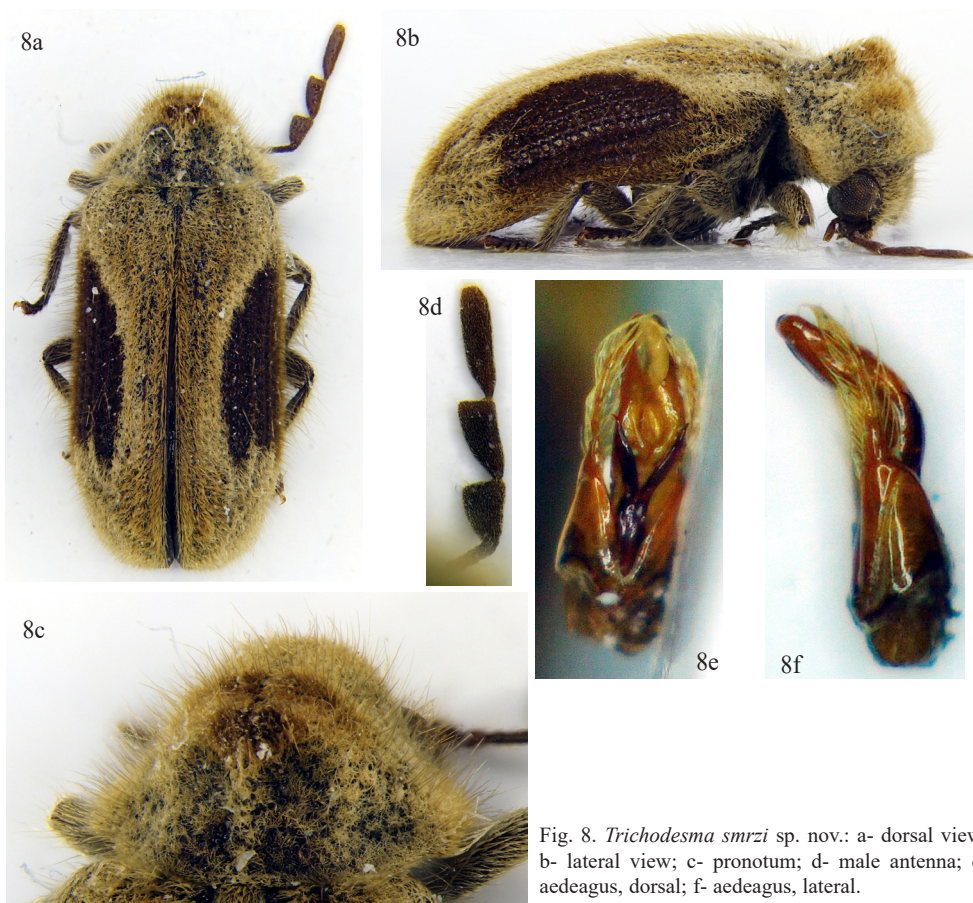 8a
8b
8d
8c
8e
8f
Fig. 8. Trichodesma smrzi sp. nov.: a- dorsal view
b- lateral view; c- pronotum; d- male antenna;
aedeagus, dorsal; f- aedeagus, lateral.